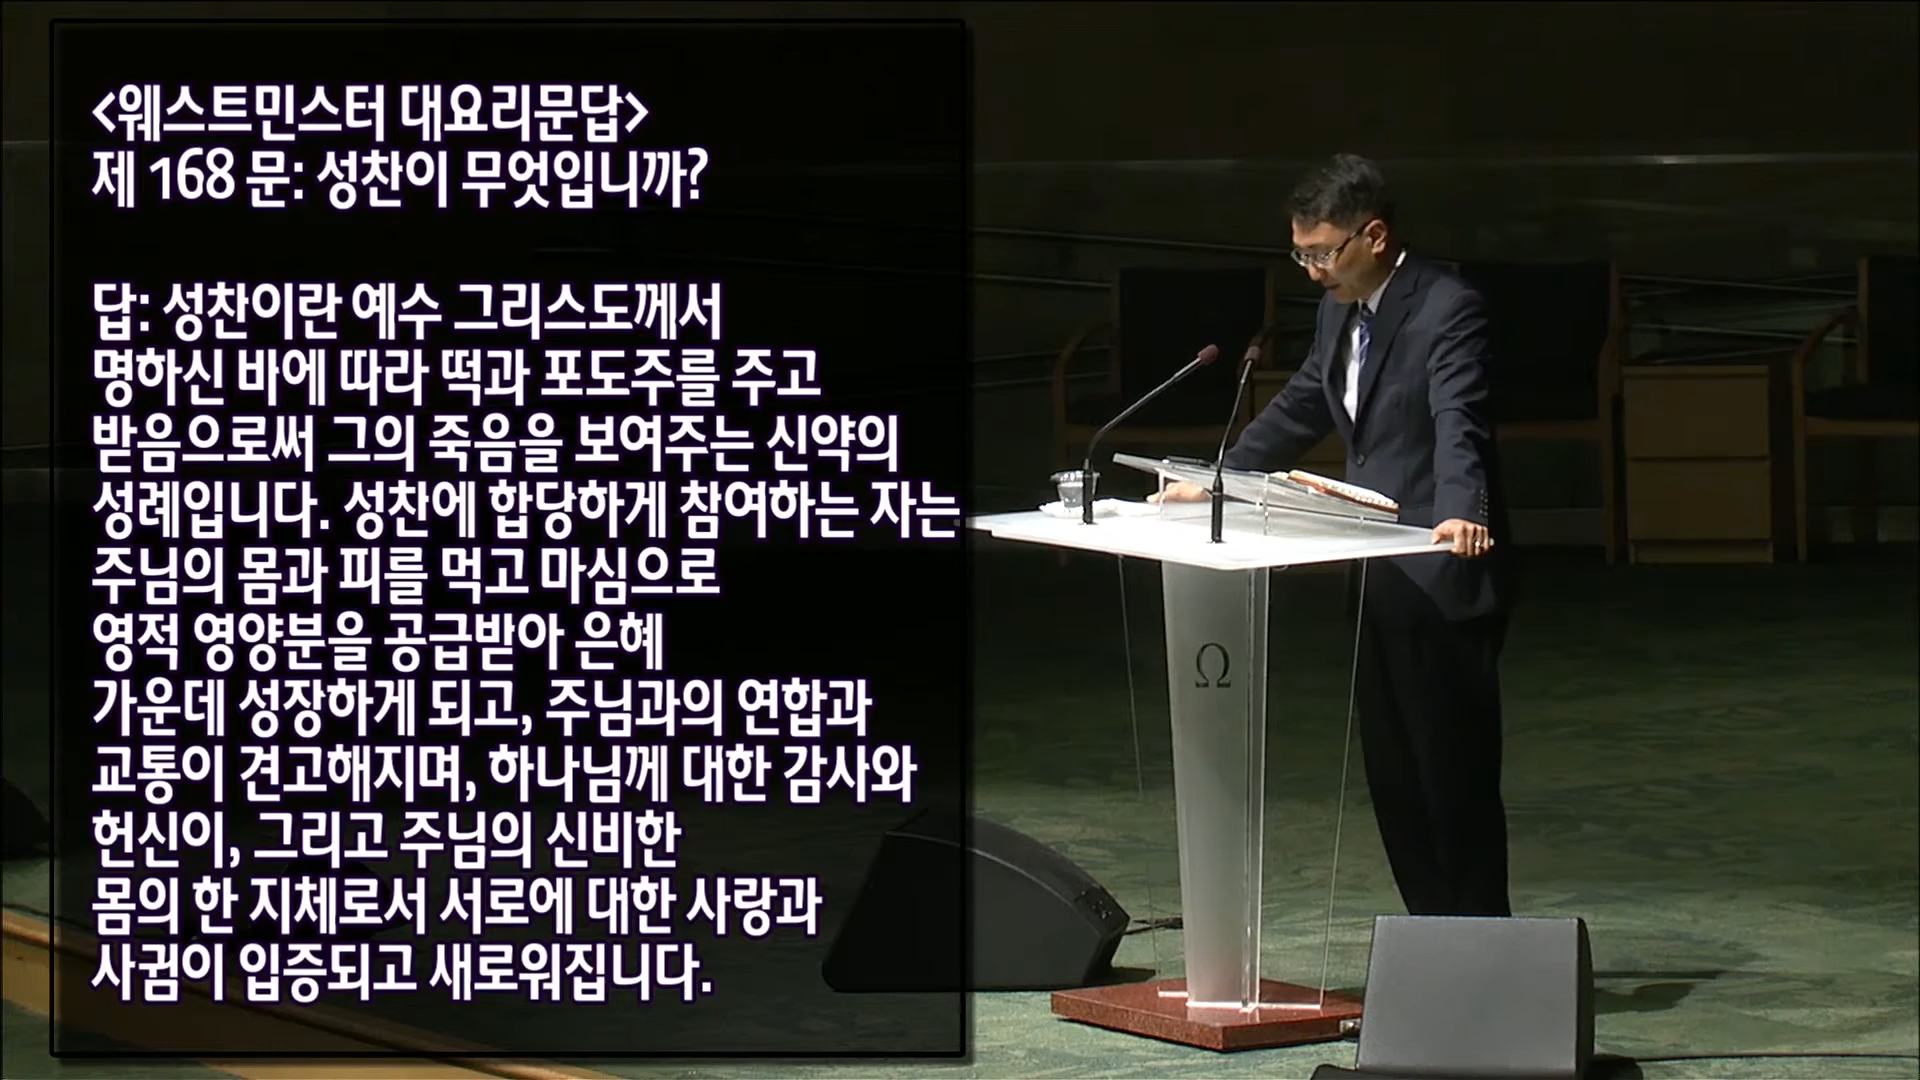 <웨스트민스터 대요리문답>
제 168 문: 성찬이 무엇입니까?
답: 성찬이란 예수 그리스도께서
명하신 바에 따라 떡과 포도주를 주고
받음으로써 그의 죽음을 보여주는 신약의
성례입니다. 성찬에 합당하게 참여하는 자는
주님의 몸과 피를 먹고 마심으로
영적 영양분을 공급받아 은혜
가운데 성장하게 되고, 주님과의 연합과
교통이 견고해지며, 하나님께 대한 감사와
헌신이, 그리고 주님의 신비한
몸의 한 지체로서 서로에 대한 사랑과
사귐이 입증되고 새로워집니다.
Ω